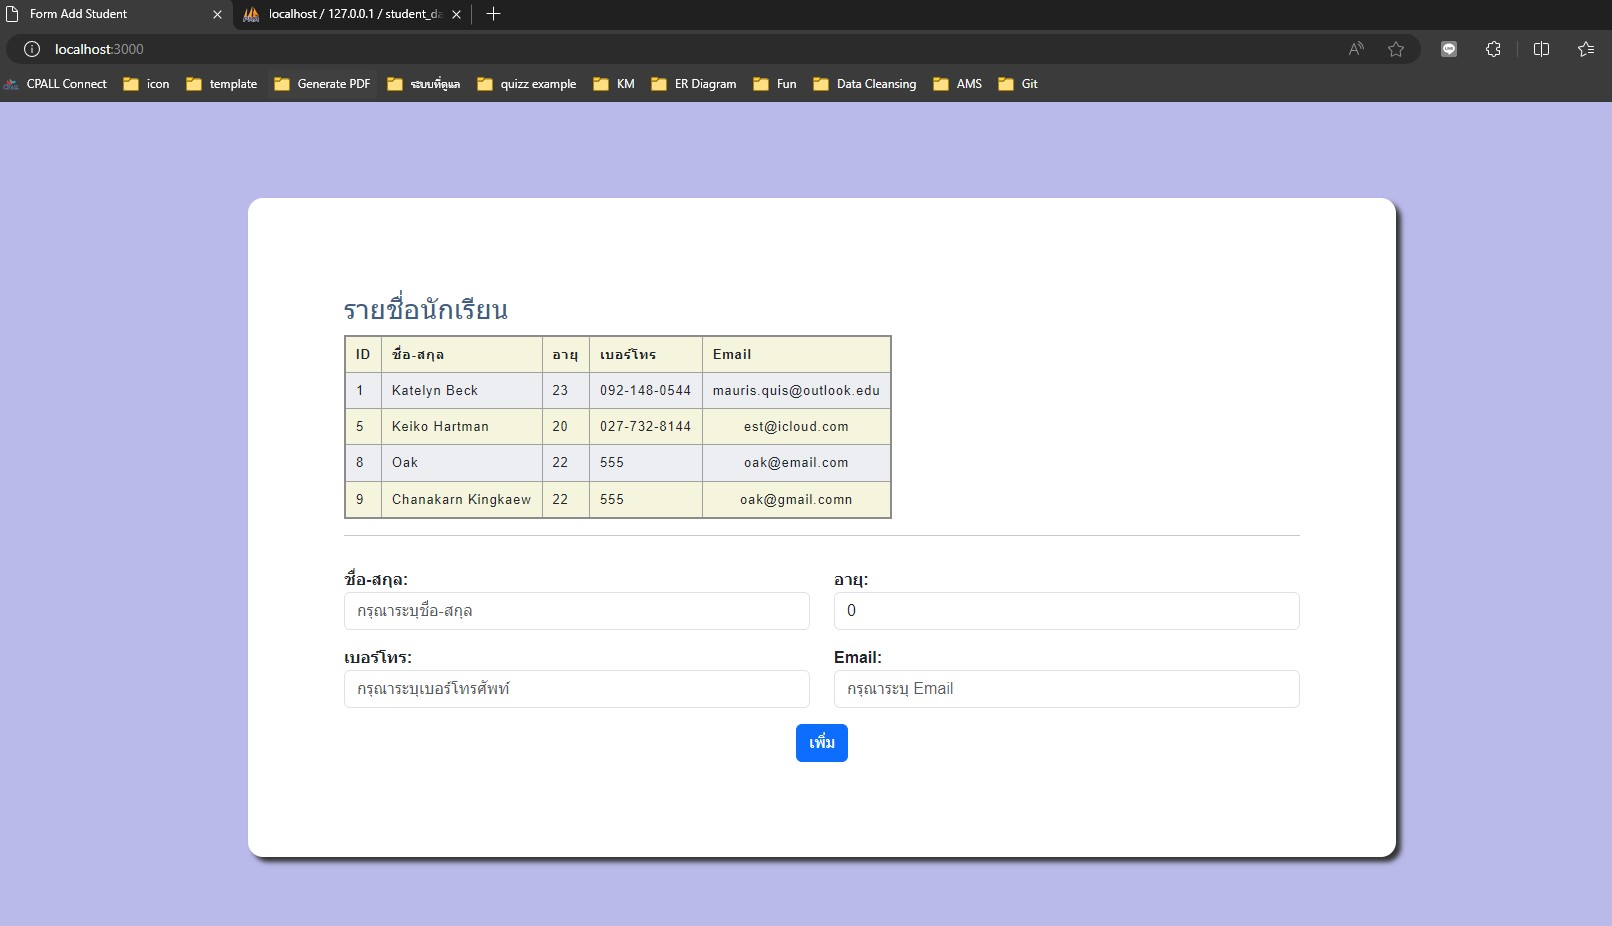 Form Add Student
localhost / 127.0.0.1 / student_da
localhost:3000
CPALL Connect icon template Generate PDF ระบบที่ดูแล quizz example KM ER Diagram Fun Data Cleansing AMS Git
รายชื่อนักเรียน
ID ชื่อ-สกุล อายุ เบอร์โทร Email
1 Katelyn Beck 23 092-148-0544 mauris.quis@outlook.edu
5 Keiko Hartman 20 027-732-8144 est@icloud.com
8 Oak 22 555 oak@email.com
9 Chanakarn Kingkaew 22 555 oak@gmail.comn
ชื่อ-สกุล: อายุ:
กรุณาระบุชื่อ-สกุล 0
เบอร์โทร: Email:
กรุณาระบุเบอร์โทรศัพท์ กรุณาระบุ Email
เพิ่ม